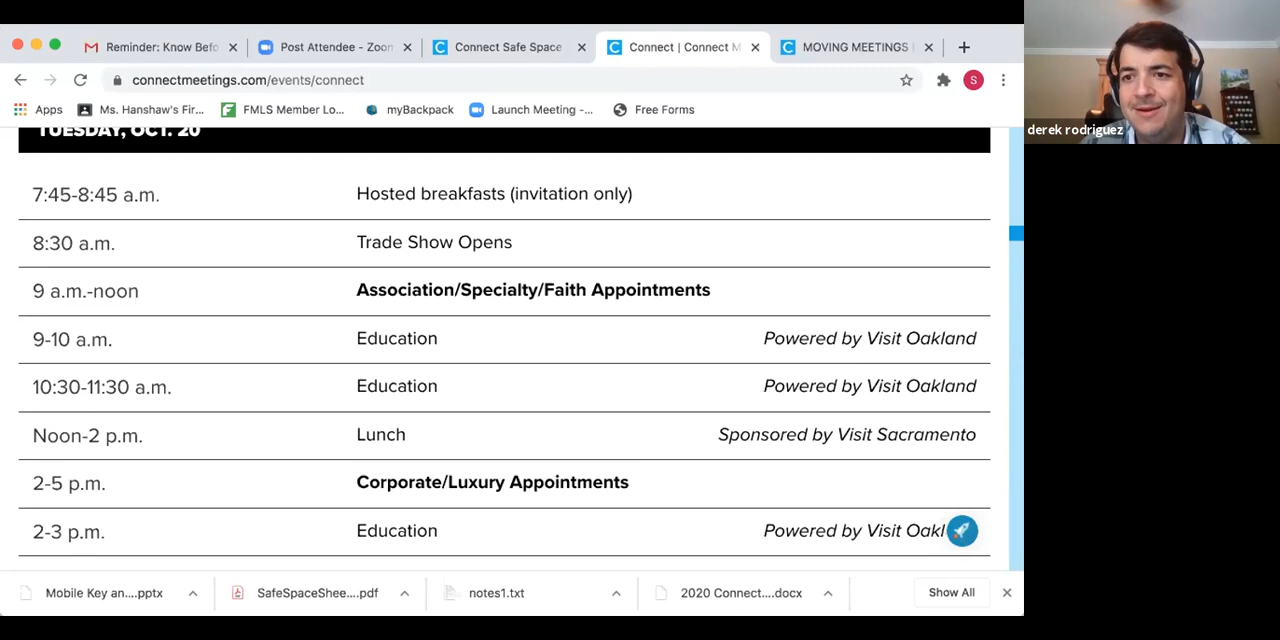 Reminder: Know Befo
Post Attendee - Zoon
Connect Safe Space
Connect | Connect M
MOVING MEETINGS
connectmeetings.com/events/connect
S
Apps
Ms. Hanshaw's Fir...
FMLS Member Lo...
myBackpack
Launch Meeting -...
Free Forms
derek rodriguez
TUESDAY, OCT. 20
7:45-8:45 a.m. Hosted breakfasts (invitation only)
8:30 a.m. Trade Show Opens
9 a.m.-noon Association/Specialty/Faith Appointments
9-10 a.m. Education Powered by Visit Oakland
10:30-11:30 a.m. Education Powered by Visit Oakland
Noon-2 p.m. Lunch Sponsored by Visit Sacramento
2-5 p.m. Corporate/Luxury Appointments
2-3 p.m. Education Powered by Visit Oakl
Mobile Key an....pptx
SafeSpaceShee....pdf
notes1.txt
2020 Connect....docx
Show All